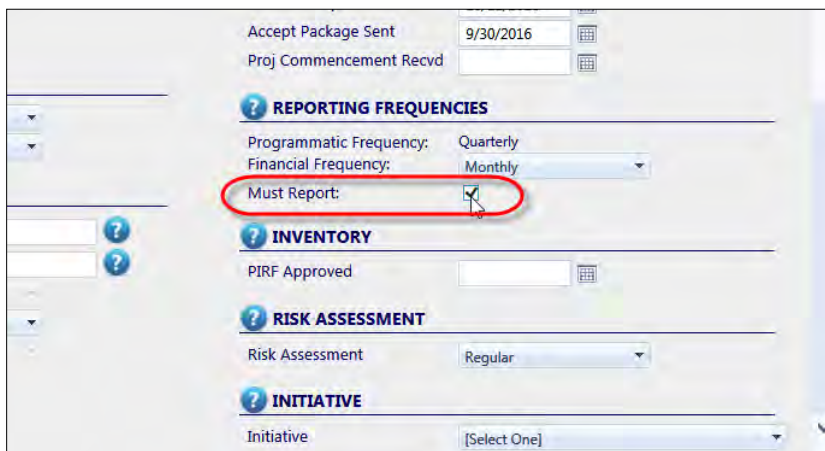 Accept Package Sent 9/30/2016
Proj Commencement Recvd
? REPORTING FREQUENCIES
Programmatic Frequency: Quarterly
Financial Frequency: Monthly
Must Report:
?
? INVENTORY
?
PIRF Approved
? RISK ASSESSMENT
Risk Assessment Regular
? INITIATIVE
Initiative [Select One]